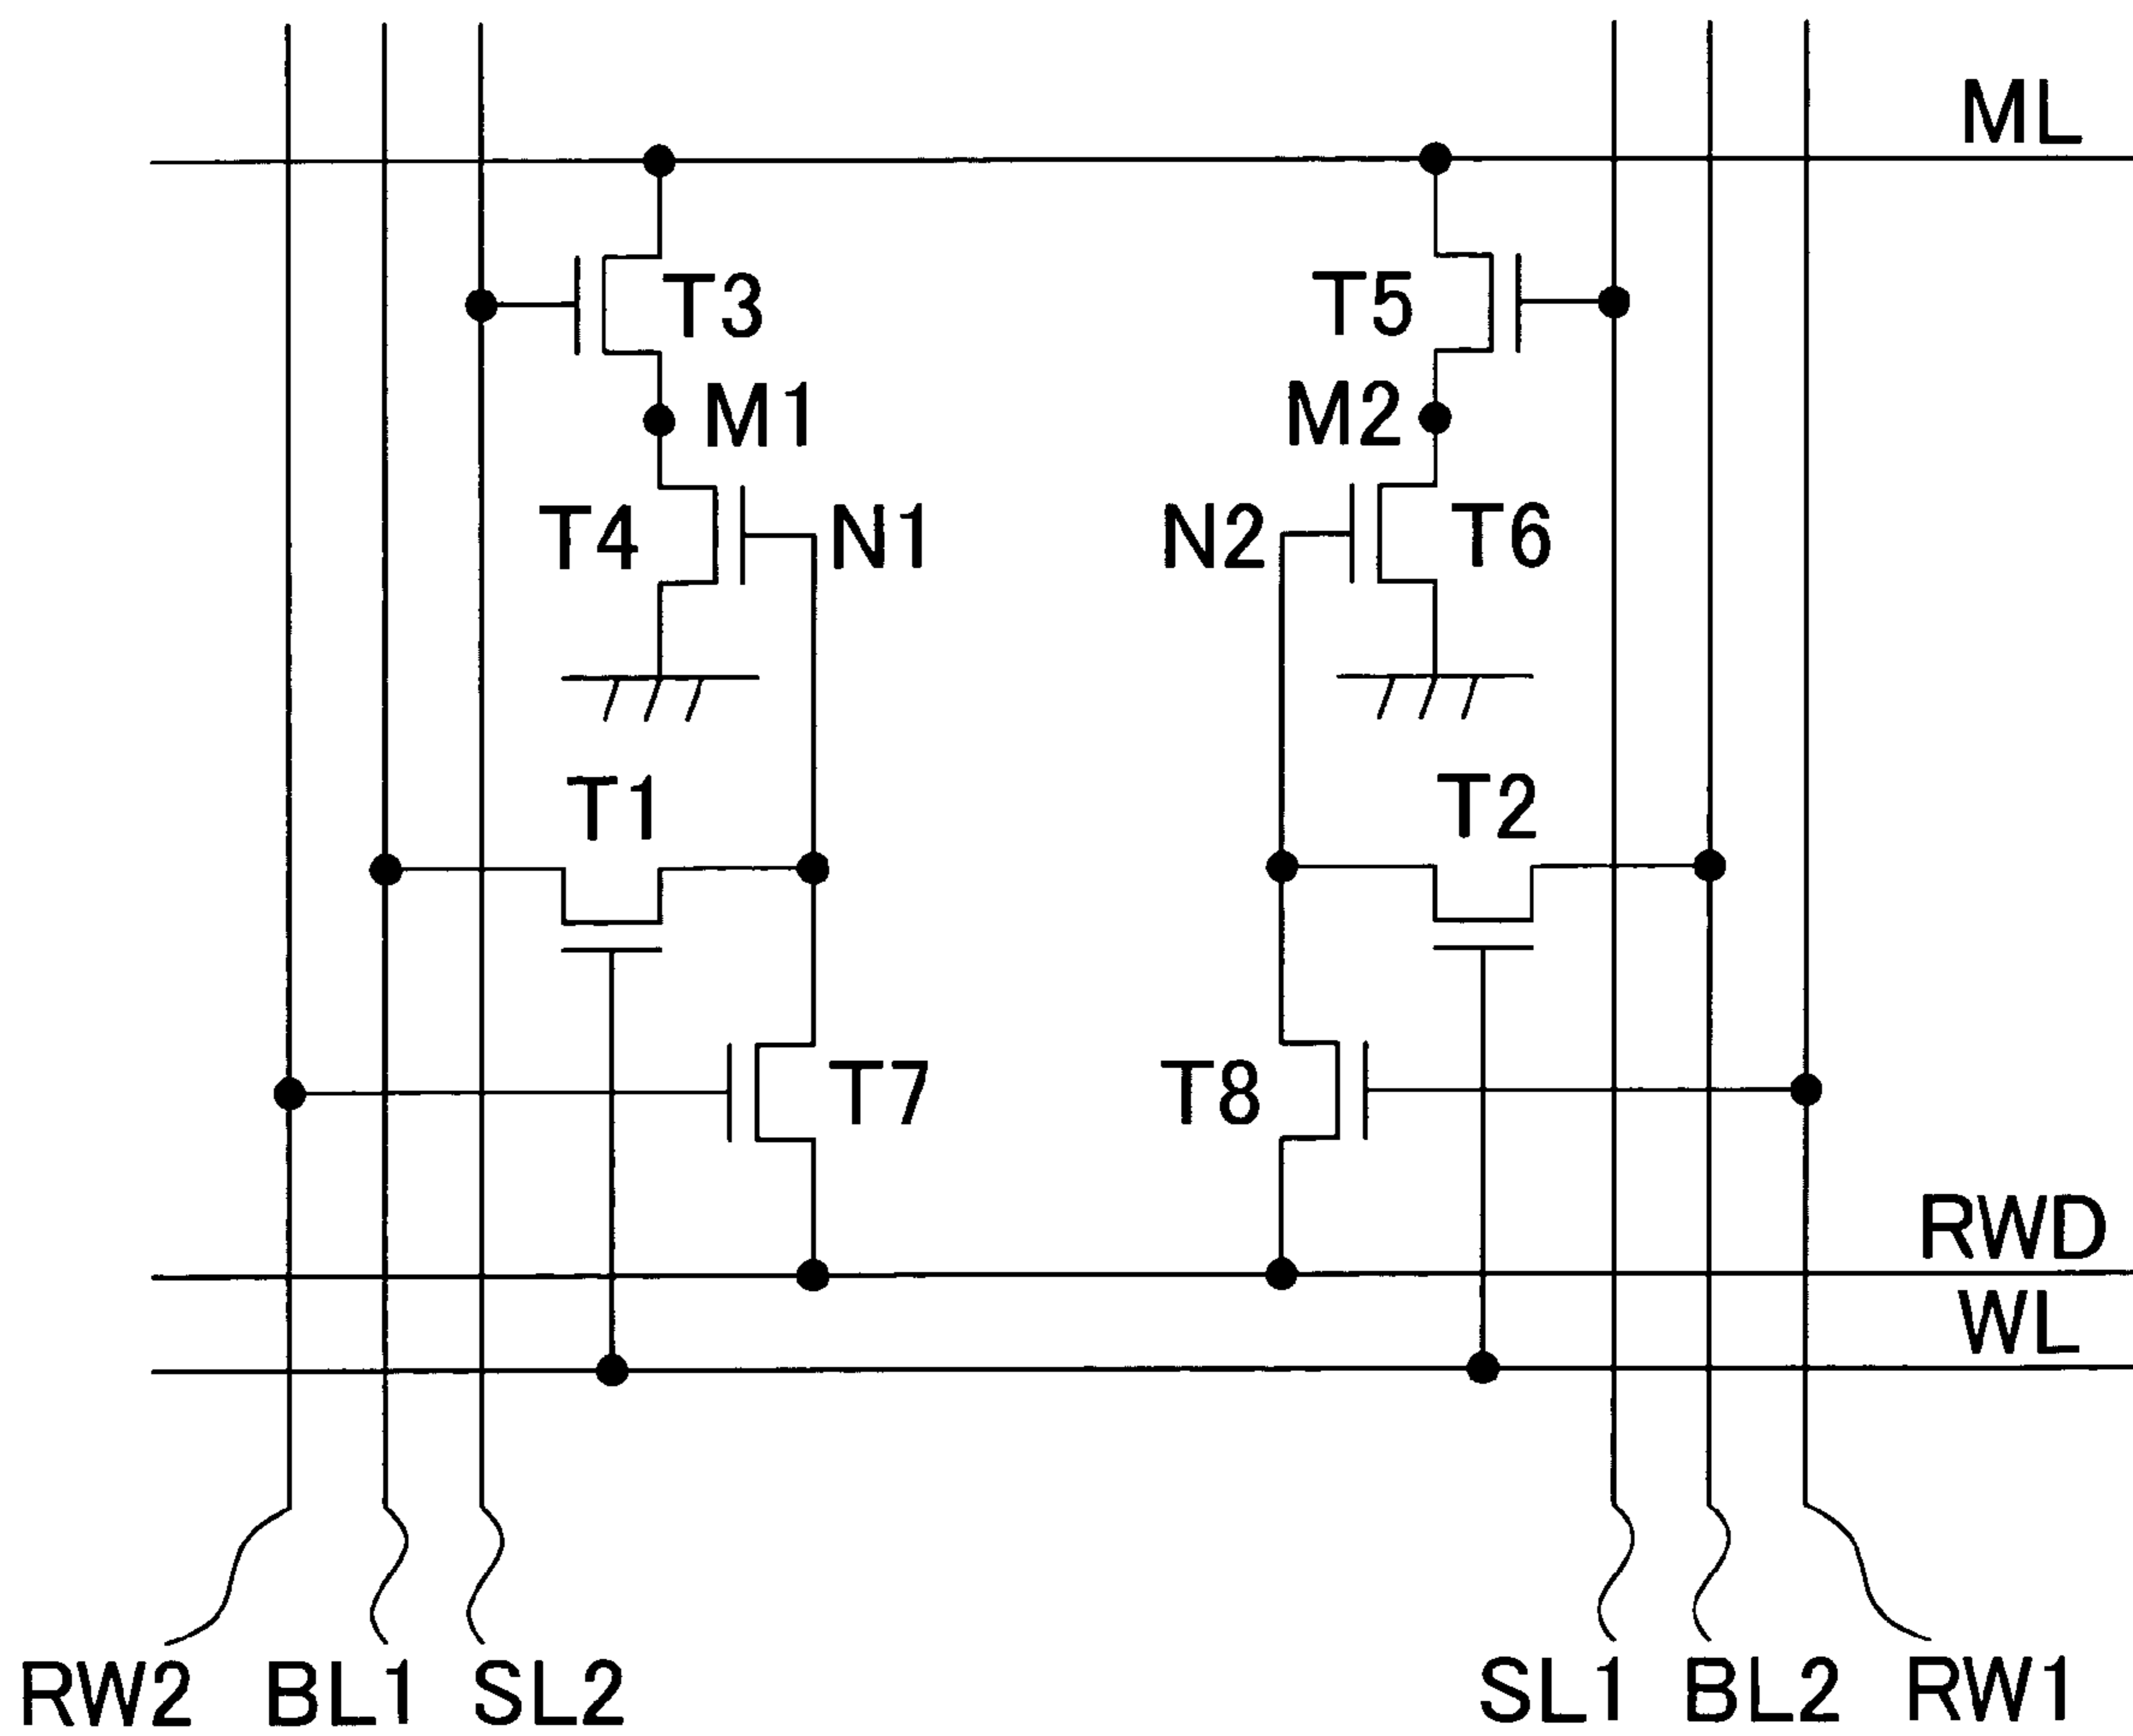 ML
T3 T5
M1 M2
T4 N1 N2 T6
T1 T2
T7 T8
RWD
WL
RW2 BL1 SL2 SL1 BL2 RW1